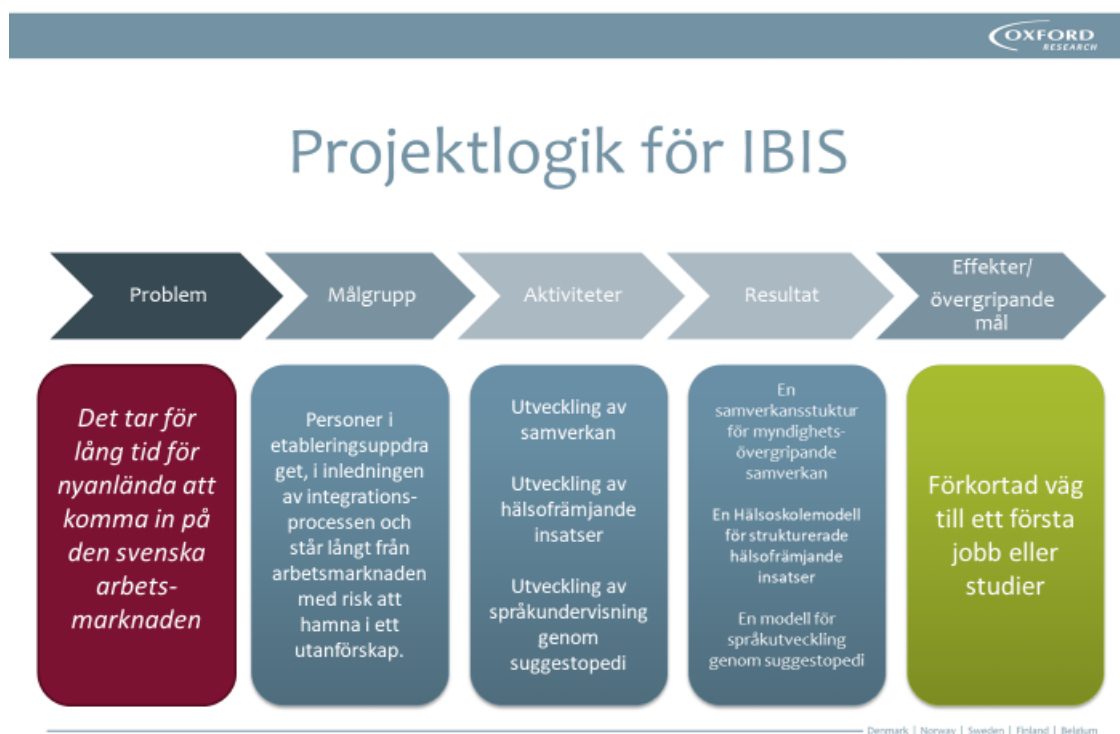 OXFORD
RESEARCH
Projektlogik för IBIS
Problem
Målgrupp
Aktiviteter
Resultat
Effekter/
övergripande
mål
Det tar för
lång tid för
nyanlända att
komma in på
den svenska
arbets-
marknaden
Personer i
etableringsuppdra
get, i inledningen
av integrations-
processen och
står långt från
arbetsmarknaden
med risk att
hamna i ett
utanförskap.
Utveckling av
samverkan
Utveckling av
hälsofrämjande
insatser
Utveckling av
språkundervisning
genom
suggestopedi
En
samverkansstuktur
för myndighets-
övergripande
samverkan
En Hälsoskolemodell
för strukturerade
hälsofrämjande
insatser
En modell för
språkutveckling
genom suggestopedi
Förkortad väg
till ett första
jobb eller
studier
Denmark | Norway | Sweden | Finland | Belgium